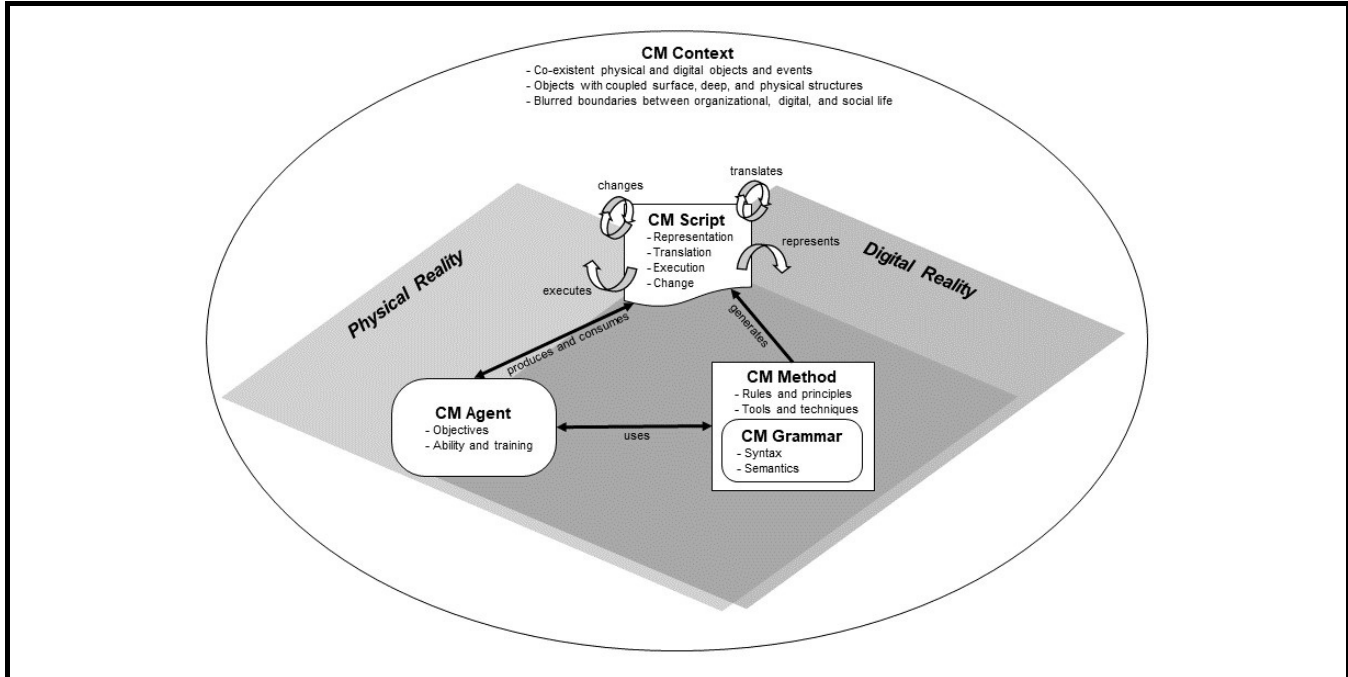 CM Context
- Co-existent physical and digital objects and events
- Objects with coupled surface, deep, and physical structures
- Blurred boundaries between organizational, digital, and social life
translates
changes
CM Script
- Representation
- Translation
- Execution
- Change
represents
executes
Physical Reality
Digital Reality
produces and consumes
generates
CM Method
- Rules and principles
- Tools and techniques
CM Grammar
- Syntax
- Semantics
CM Agent
- Objectives
- Ability and training
uses